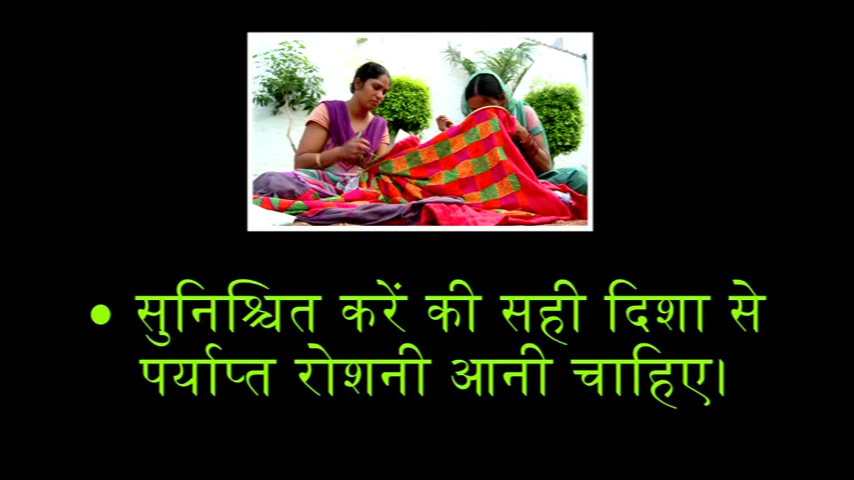 • सुनिश्चित करें की सही दिशा से
पर्याप्त रोशनी आनी चाहिए।